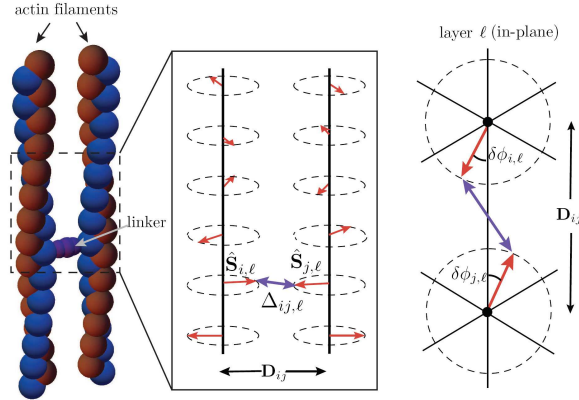 actin filaments
linker
Ŝ_{i,ℓ}
Ŝ_{j,ℓ}
Δ_{ij,ℓ}
D_{ij}
layer ℓ (in-plane)
δϕ_{i,ℓ}
D_{ij}
δϕ_{j,ℓ}